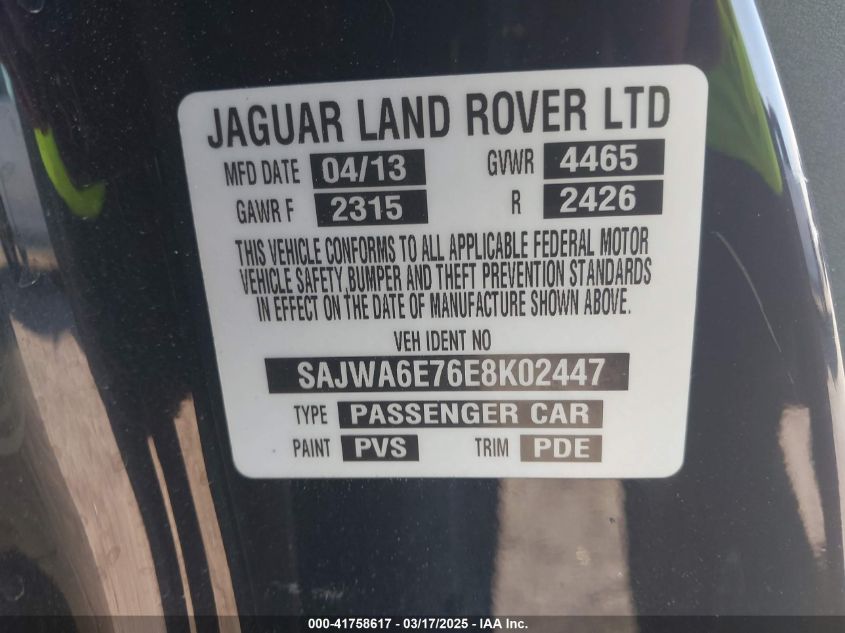 JAGUAR LAND ROVER LTD
MFD DATE 04/13 GVWR 4465
GAWR F 2315 R 2426
THIS VEHICLE CONFORMS TO ALL APPLICABLE FEDERAL MOTOR
VEHICLE SAFETY, BUMPER AND THEFT PREVENTION STANDARDS
IN EFFECT ON THE DATE OF MANUFACTURE SHOWN ABOVE.
VEH IDENT NO
SAJWA6E76E8K02447
TYPE PASSENGER CAR
PAINT PVS TRIM PDE
000-41758617 - 03/17/2025 - IAA Inc.